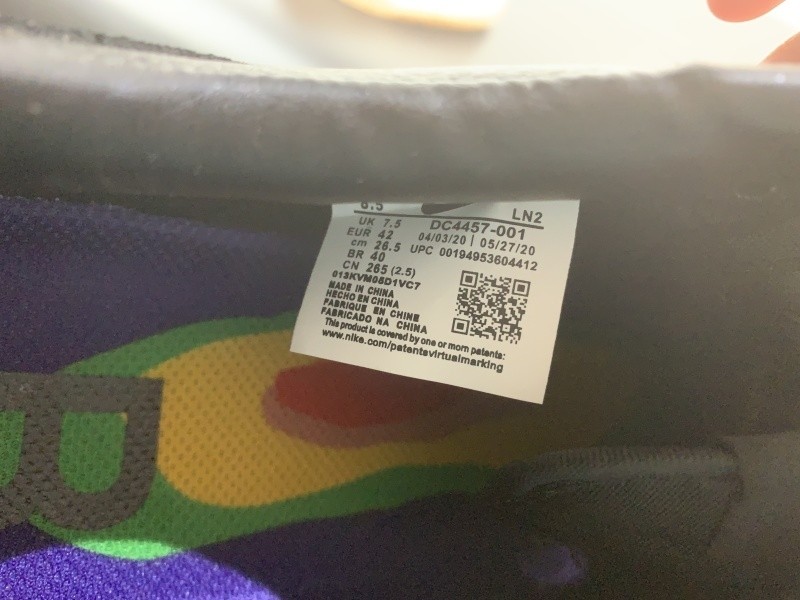 8.5 LN2
UK 7.5 DC4457-001
EUR 42 04/03/20 | 05/27/20
cm 26.5 UPC 00194953604412
BR 40
CN 265 (2.5)
013KVM05D1VC7
MADE IN CHINA
HECHO EN CHINA
FABRIQUE EN CHINE
FABRICADO NA CHINA
This product is covered by one or more patents:
www.nike.com/patentsvirtualmarking
R